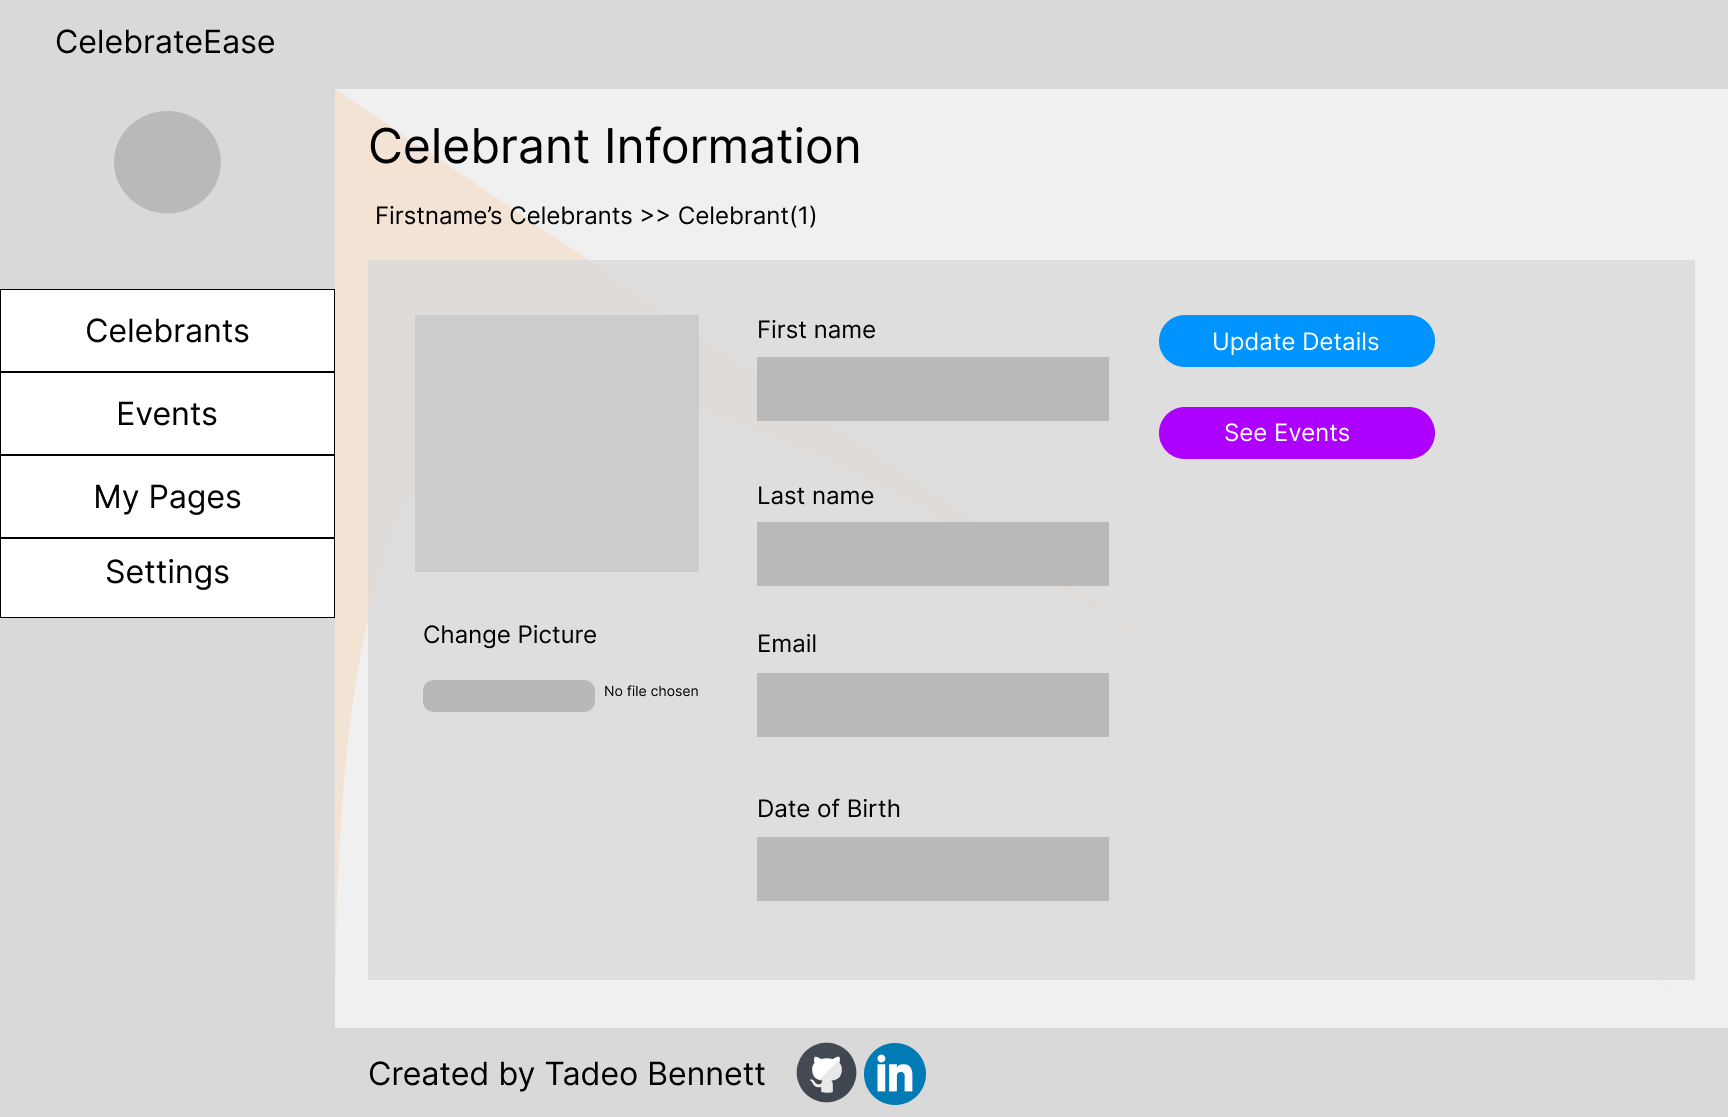 CelebrateEase
Celebrants
Events
My Pages
Settings
Celebrant Information
Firstname’s Celebrants >> Celebrant(1)
Change Picture
No file chosen
First name
Last name
Email
Date of Birth
Update Details
See Events
Created by Tadeo Bennett
in